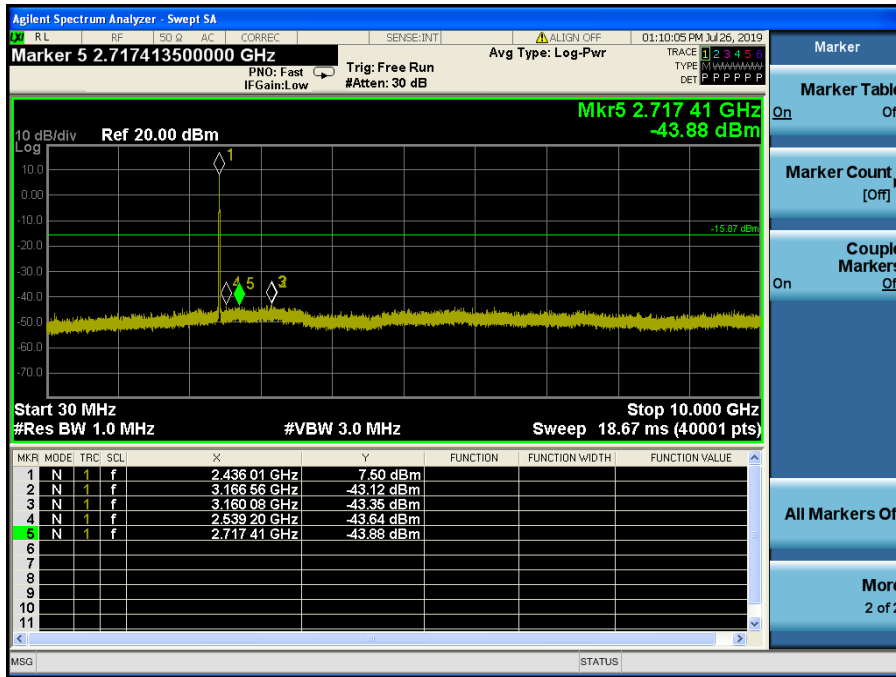 Agilent Spectrum Analyzer - Swept SA
LXI RL RF 50 Ω AC CORREC SENSE:INT ALIGN OFF 01:10:05 PM Jul 26, 2019
Marker 5 2.717413500000 GHz
PNO: Fast
IFGain:Low
Trig: Free Run
#Atten: 30 dB
Avg Type: Log-Pwr
TRACE 1 2 3 4 5 6
TYPE M
DET P P P P P P
Mkr5 2.717 41 GHz
-43.88 dBm
10 dB/div Ref 20.00 dBm
Log
10.0
0.00
-10.0
-20.0
-30.0
-40.0
-50.0
-60.0
-70.0
1
-15.87 dBm
4 5
Start 30 MHz Stop 10.000 GHz
#Res BW 1.0 MHz #VBW 3.0 MHz Sweep 18.67 ms (40001 pts)
MKR MODE TRC SCL X Y FUNCTION FUNCTION WIDTH FUNCTION VALUE
1 N 1 f 2.436 01 GHz 7.50 dBm
2 N 1 f 3.166 56 GHz -43.12 dBm
3 N 1 f 3.160 08 GHz -43.35 dBm
4 N 1 f 2.539 20 GHz -43.64 dBm
5 N 1 f 2.717 41 GHz -43.88 dBm
6
7
8
9
10
11
MSG STATUS
Marker
Marker Table
On Of
Marker Count
[Off]
Couple
Markers
On Of
All Markers Of
More
2 of 2